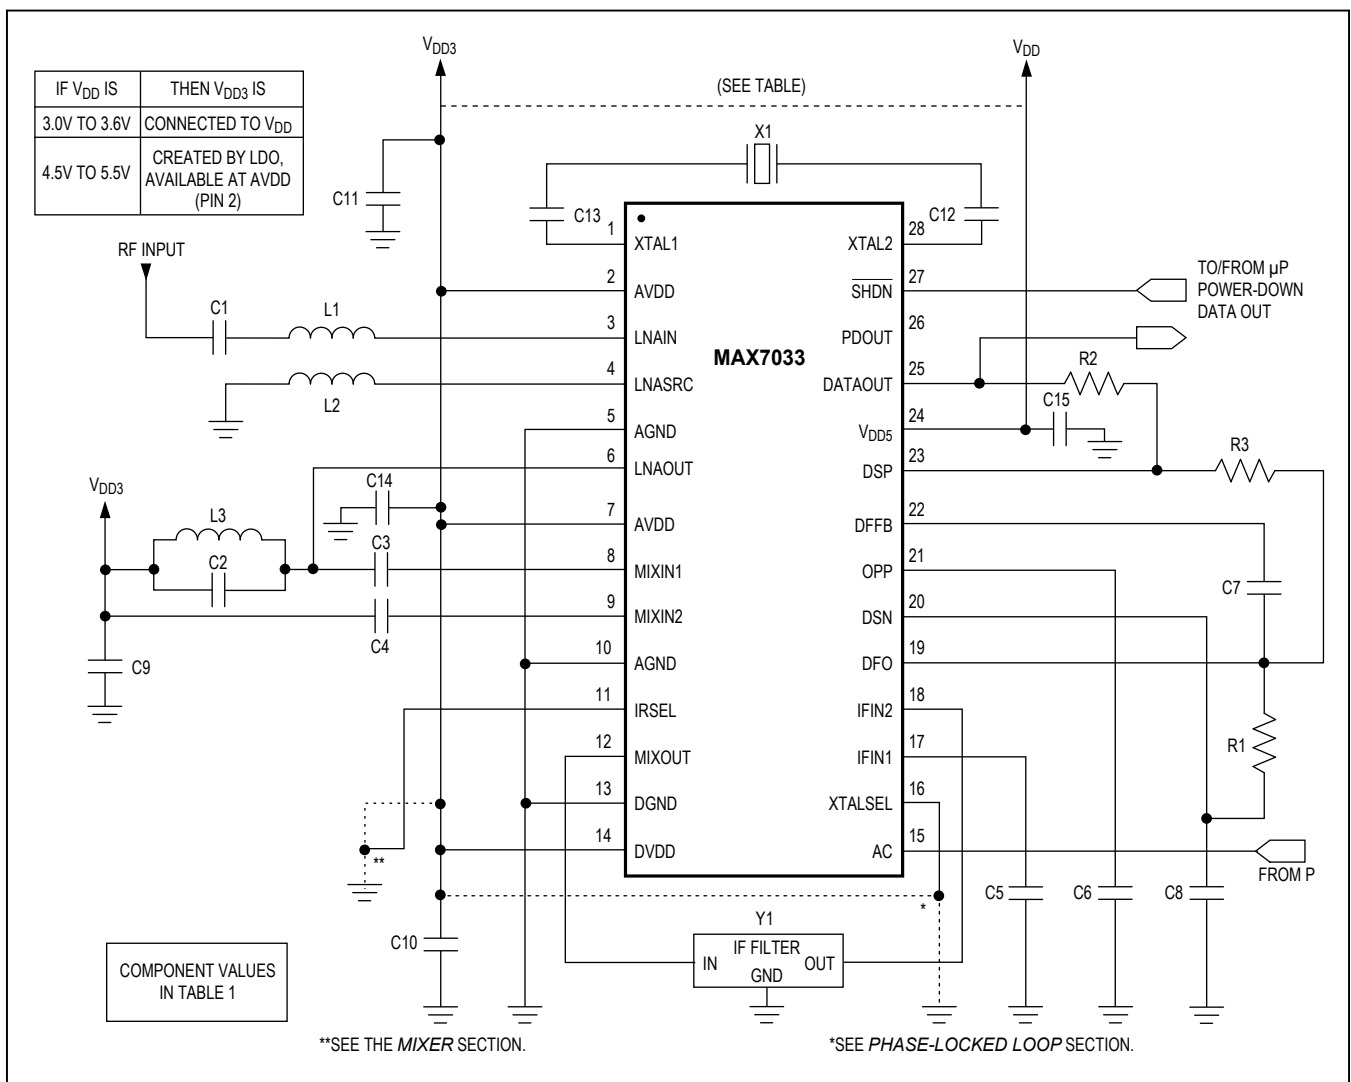 V_DD3
V_DD
(SEE TABLE)
IF V_DD IS
THEN V_DD3 IS
3.0V TO 3.6V
CONNECTED TO V_DD
4.5V TO 5.5V
CREATED BY LDO,
AVAILABLE AT AVDD
(PIN 2)
X1
C11
C13
C12
RF INPUT
C1
L1
L2
MAX7033
1
XTAL1
2
AVDD
3
LNAIN
4
LNASRC
5
AGND
6
LNAOUT
7
AVDD
8
MIXIN1
9
MIXIN2
10
AGND
11
IRSEL
12
MIXOUT
13
DGND
14
DVDD
28
XTAL2
27
SHDN
26
PDOUT
25
DATAOUT
24
V_DD5
23
DSP
22
DFFB
21
OPP
20
DSN
19
DFO
18
IFIN2
17
IFIN1
16
XTALSEL
15
AC
TO/FROM µP
POWER-DOWN
DATA OUT
R2
C15
R3
C7
R1
FROM P
V_DD3
L3
C2
C14
C3
C4
C9
**
*
C10
C5
C6
C8
Y1
IF FILTER
IN
OUT
GND
COMPONENT VALUES
IN TABLE 1
**SEE THE MIXER SECTION.
*SEE PHASE-LOCKED LOOP SECTION.